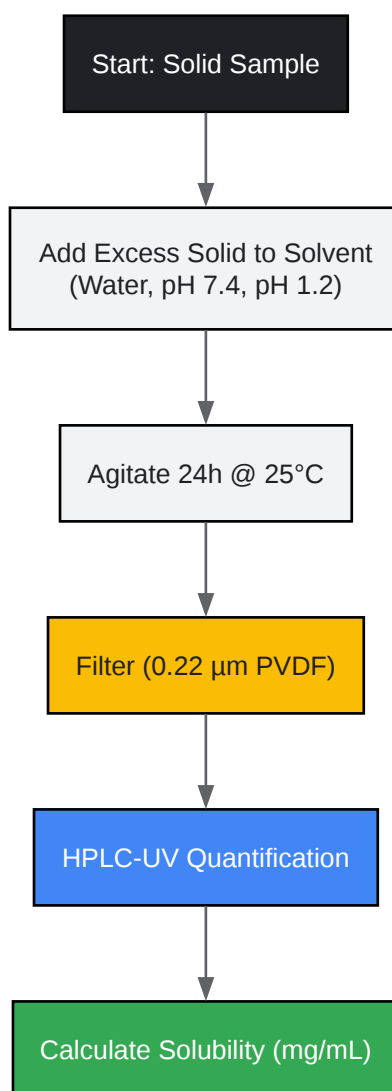 Start: Solid Sample
Add Excess Solid to Solvent
(Water, pH 7.4, pH 1.2)
Agitate 24h @ 25°C
Filter (0.22 µm PVDF)
HPLC-UV Quantification
Calculate Solubility (mg/mL)